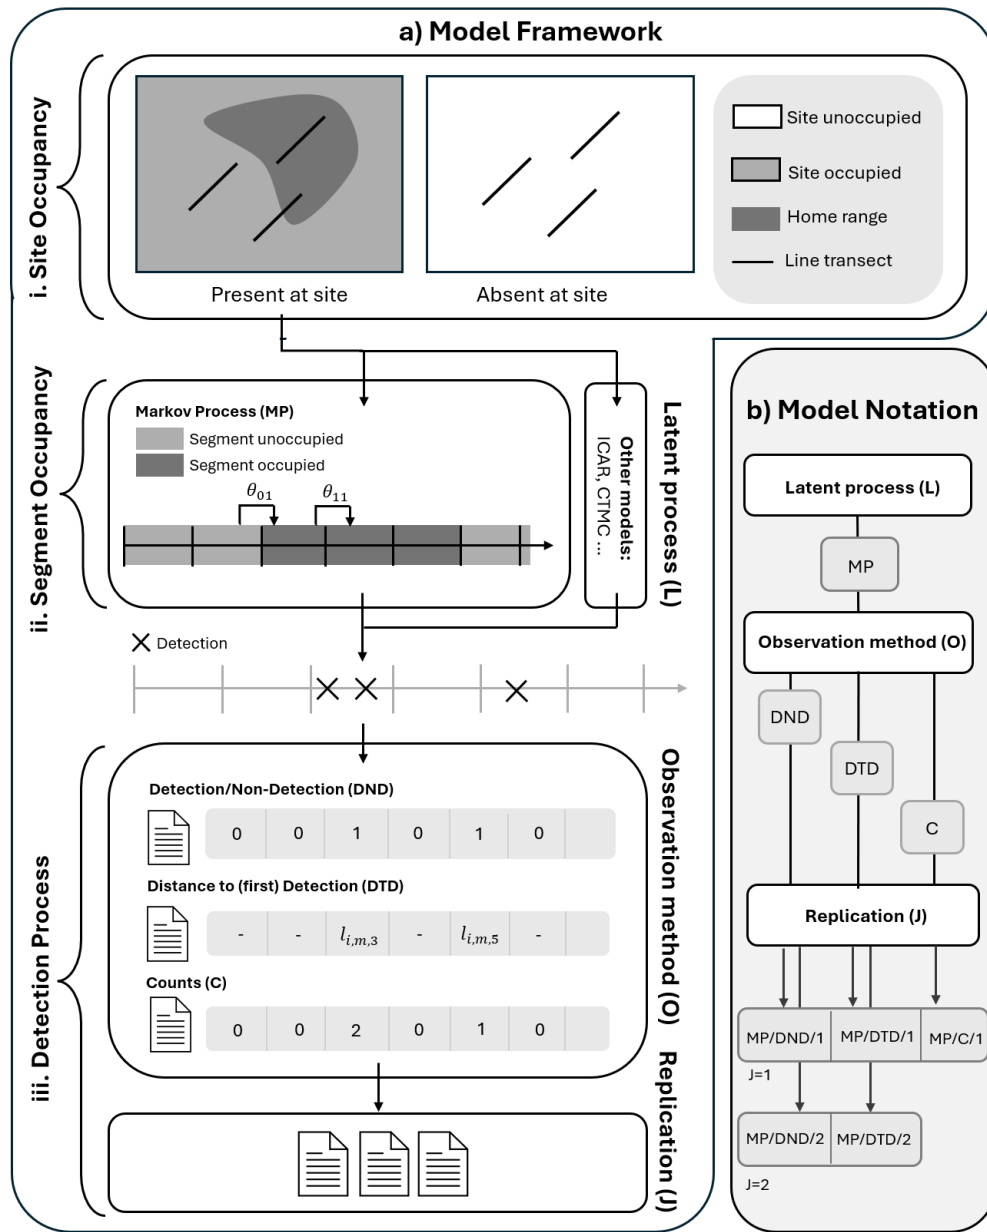 a) Model Framework
i. Site Occupancy
Present at site
Absent at site
Site unoccupied
Site occupied
Home range
Line transect
ii. Segment Occupancy
Markov Process (MP)
Segment unoccupied
Segment occupied
θ01
θ11
Other models:
ICAR, CTMC ...
Latent process (L)
Detection
iii. Detection Process
Detection/Non-Detection (DND)
0 0 1 0 1 0
Distance to (first) Detection (DTD)
- - l_{i,m,3} - l_{i,m,5} -
Counts (C)
0 0 2 0 1 0
Observation method (O)
Replication (J)
b) Model Notation
Latent process (L)
MP
Observation method (O)
DND
DTD
C
Replication (J)
MP/DND/1 MP/DTD/1 MP/C/1
J=1
MP/DND/2 MP/DTD/2
J=2